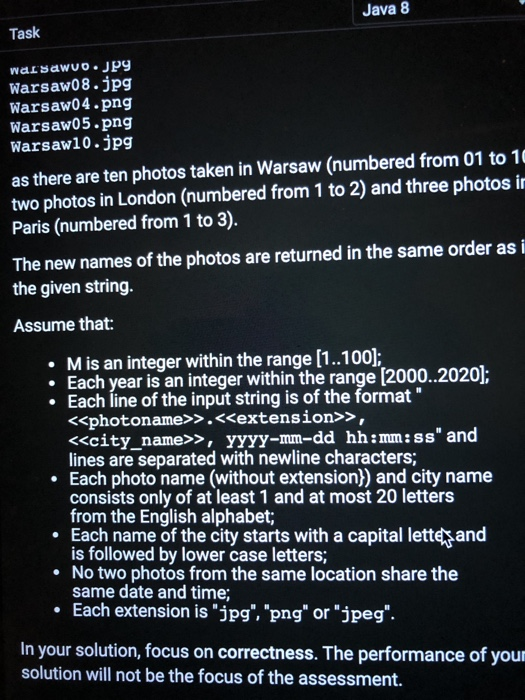 Java 8
Task
Warsaw06.jpg
Warsaw08.jpg
Warsaw04.png
Warsaw05.png
Warsaw10.jpg
as there are ten photos taken in Warsaw (numbered from 01 to 10
two photos in London (numbered from 1 to 2) and three photos in
Paris (numbered from 1 to 3).
The new names of the photos are returned in the same order as i
the given string.
Assume that:
• M is an integer within the range [1..100];
• Each year is an integer within the range [2000..2020];
• Each line of the input string is of the format "
<<photoname>>.<<extension>>,
<<city_name>>, yyyy-mm-dd hh:mm:ss" and
lines are separated with newline characters;
• Each photo name (without extension}) and city name
consists only of at least 1 and at most 20 letters
from the English alphabet;
• Each name of the city starts with a capital letter and
is followed by lower case letters;
• No two photos from the same location share the
same date and time;
• Each extension is "jpg", "png" or "jpeg".
In your solution, focus on correctness. The performance of your
solution will not be the focus of the assessment.